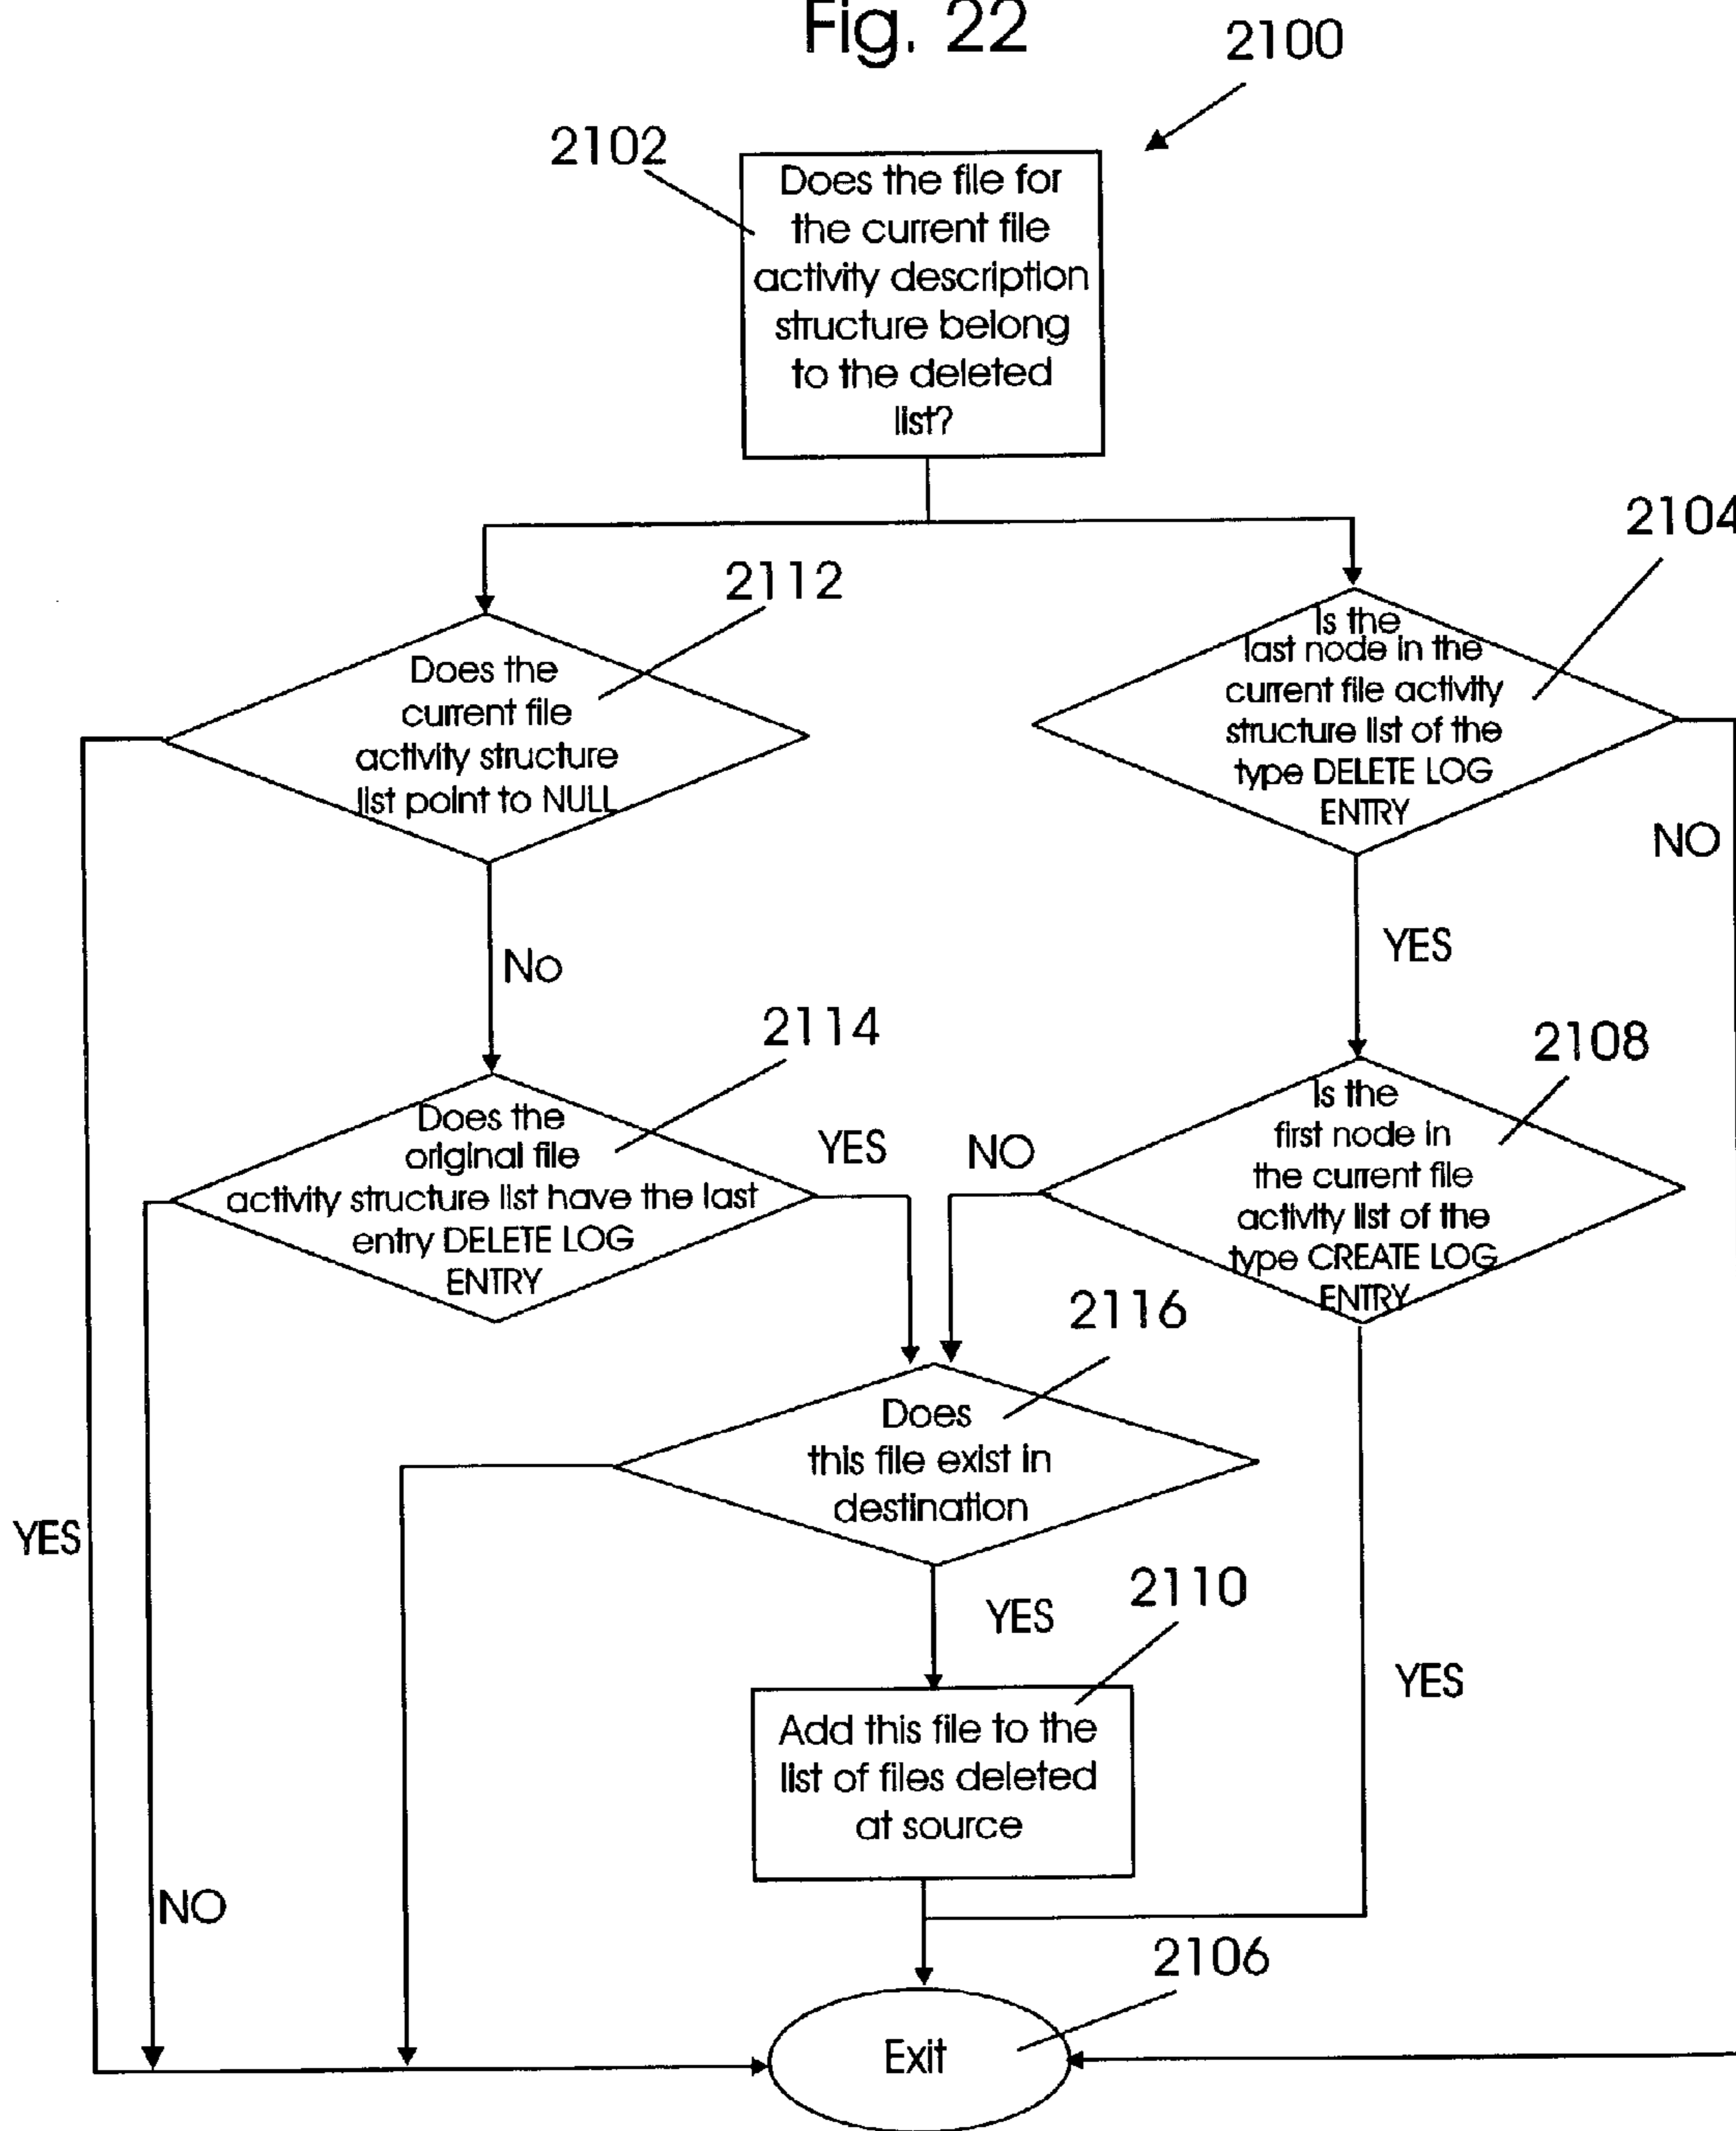 Fig. 22
2100
2102
Does the file for
the current file
activity description
structure belong
to the deleted
list?
2104
2112
Does the
current file
activity structure
list point to NULL
Is the
last node in the
current file activity
structure list of the
type DELETE LOG
ENTRY
NO
No
YES
2114
2108
Does the
original file
activity structure list have the last
entry DELETE LOG
ENTRY
YES
NO
Is the
first node in
the current file
activity list of the
type CREATE LOG
ENTRY
2116
Does
this file exist in
destination
YES
YES
2110
YES
Add this file to the
list of files deleted
at source
NO
2106
Exit